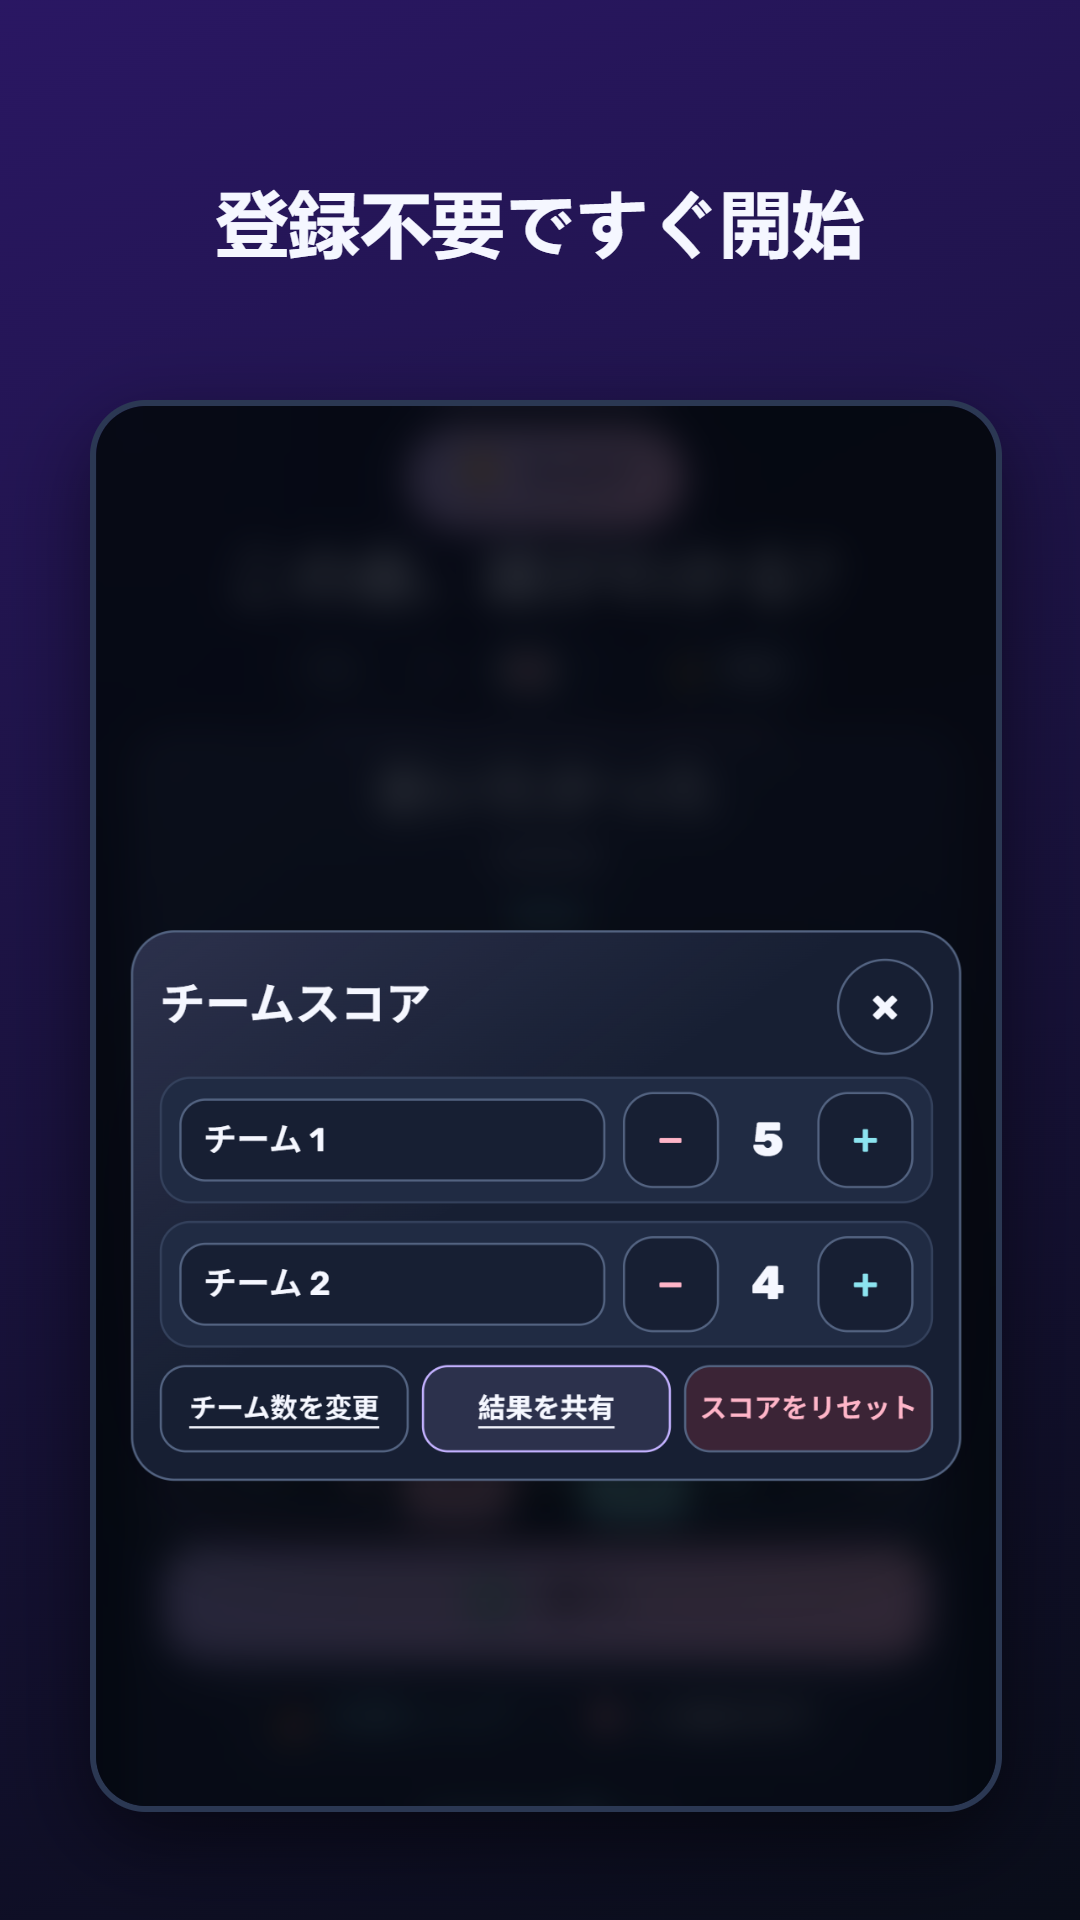 登録不要ですぐ開始
チームスコア
×
チーム 1
−
5
+
チーム 2
−
4
+
チーム数を変更
結果を共有
スコアをリセット